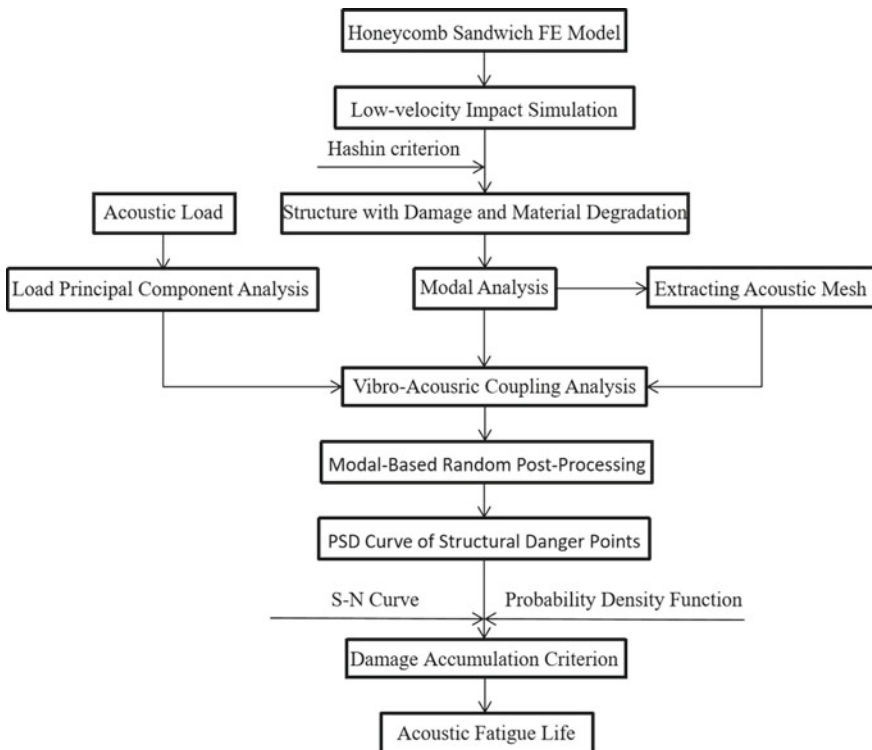 Honeycomb Sandwich FE Model
Low-velocity Impact Simulation
Hashin criterion
Acoustic Load
Structure with Damage and Material Degradation
Load Principal Component Analysis
Modal Analysis
Extracting Acoustic Mesh
Vibro-Acousric Coupling Analysis
Modal-Based Random Post-Processing
PSD Curve of Structural Danger Points
S-N Curve
Probability Density Function
Damage Accumulation Criterion
Acoustic Fatigue Life